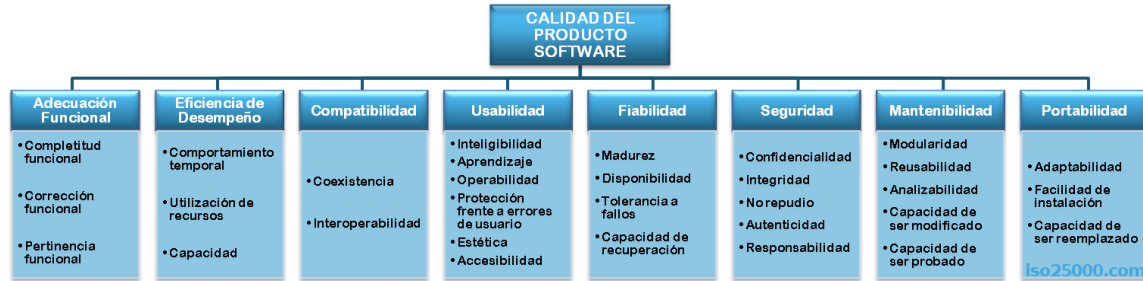 CALIDAD DEL
PRODUCTO
SOFTWARE
Adecuación
Funcional
• Completitud
funcional
• Corrección
funcional
• Pertinencia
funcional
Eficiencia de
Desempeño
• Comportamiento
temporal
• Utilización de
recursos
• Capacidad
Compatibilidad
• Coexistencia
• Interoperabilidad
Usabilidad
• Inteligibilidad
• Aprendizaje
• Operabilidad
• Protección
frente a errores
de usuario
• Estética
• Accesibilidad
Fiabilidad
• Madurez
• Disponibilidad
• Tolerancia a
fallos
• Capacidad de
recuperación
Seguridad
• Confidencialidad
• Integridad
• No repudio
• Autenticidad
• Responsabilidad
Mantenibilidad
• Modularidad
• Reusabilidad
• Analizabilidad
• Capacidad de
ser modificado
• Capacidad de
ser probado
Portabilidad
• Adaptabilidad
• Facilidad de
instalación
• Capacidad de
ser reemplazado
iso25000.com